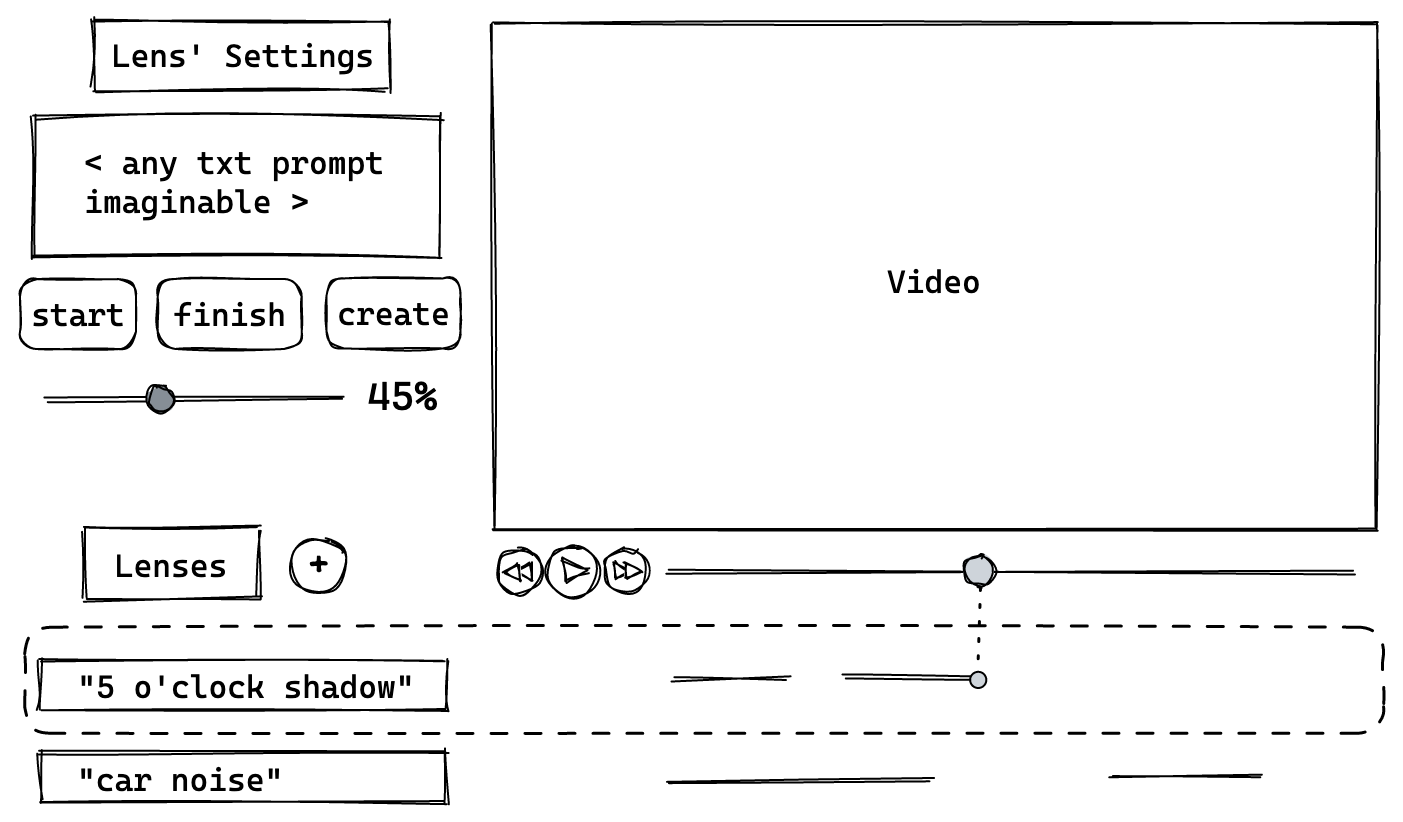 Lens' Settings
< any txt prompt
imaginable >
start finish create
45%
Video
Lenses +
"5 o'clock shadow"
"car noise"